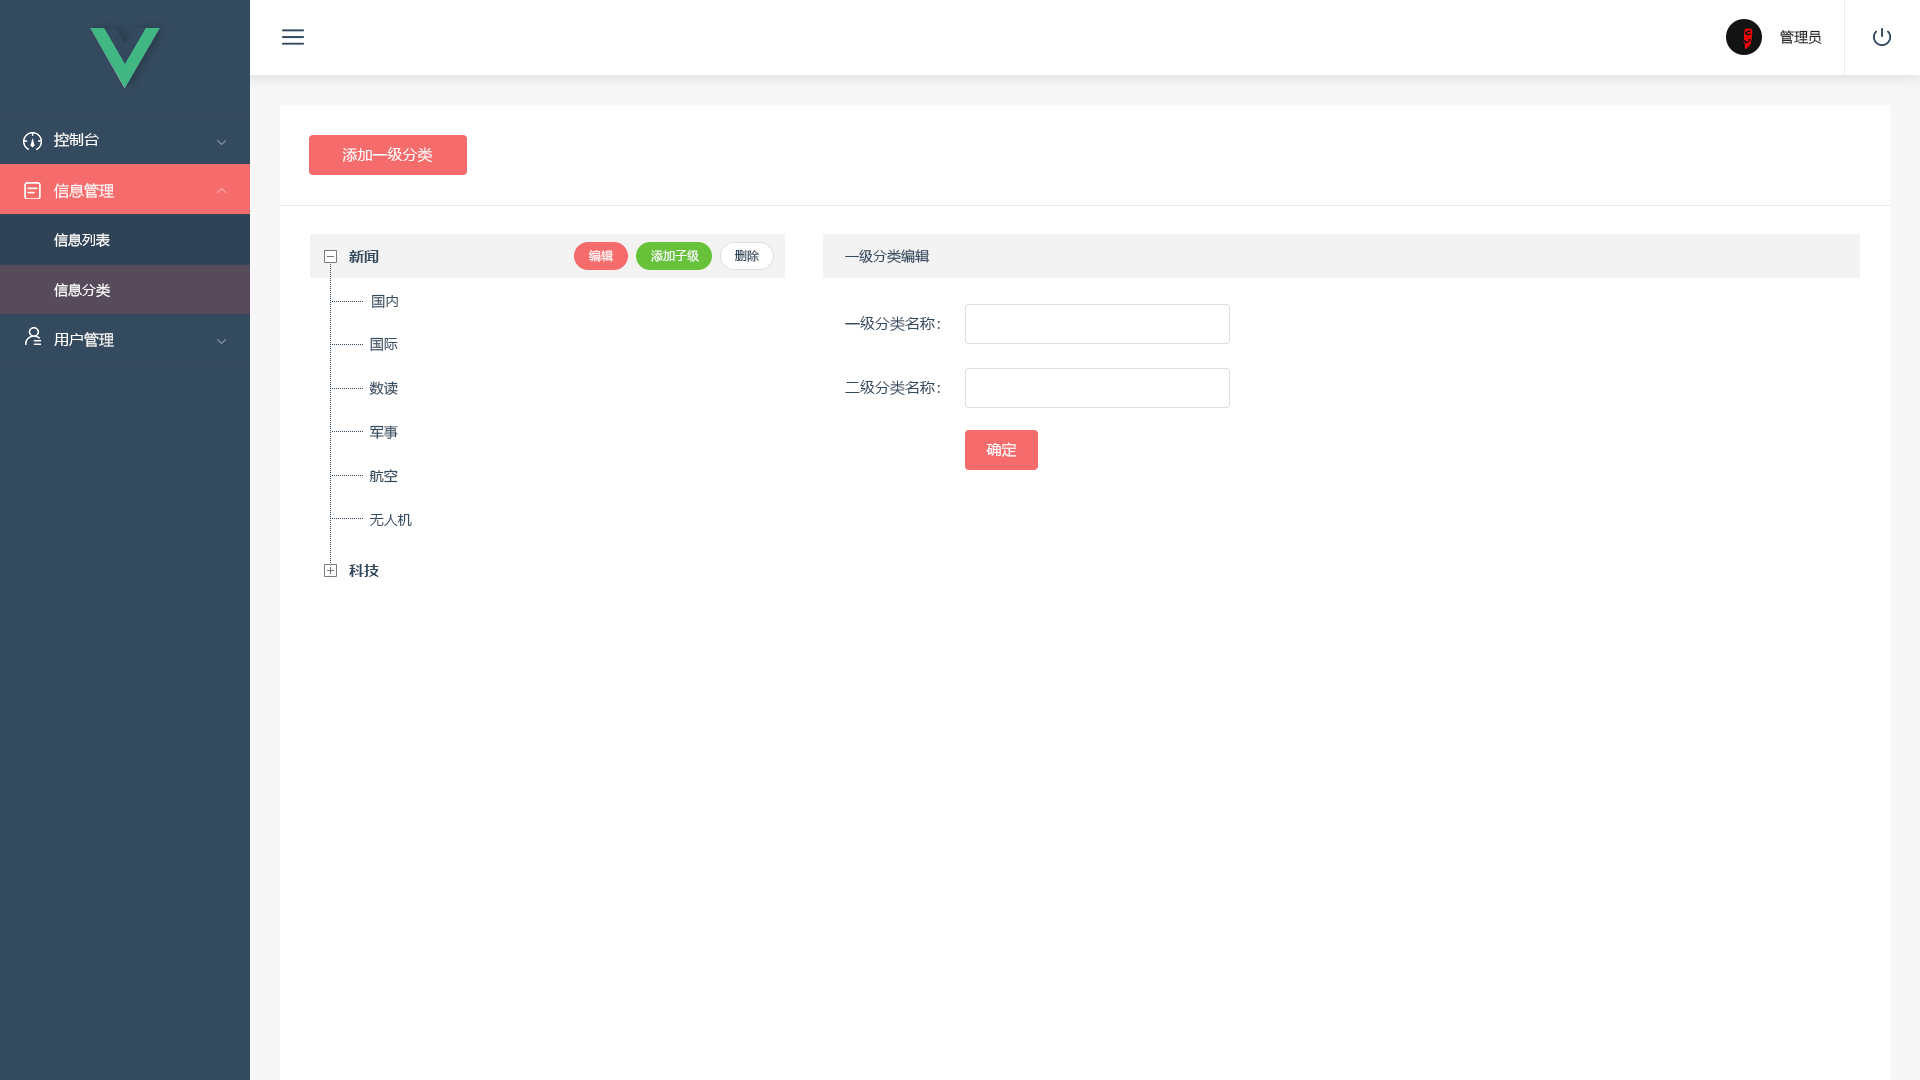 管理员
控制台
信息管理
信息列表
信息分类
用户管理
添加一级分类
新闻
编辑
添加子级
删除
国内
国际
数读
军事
航空
无人机
科技
一级分类编辑
一级分类名称：
二级分类名称：
确定